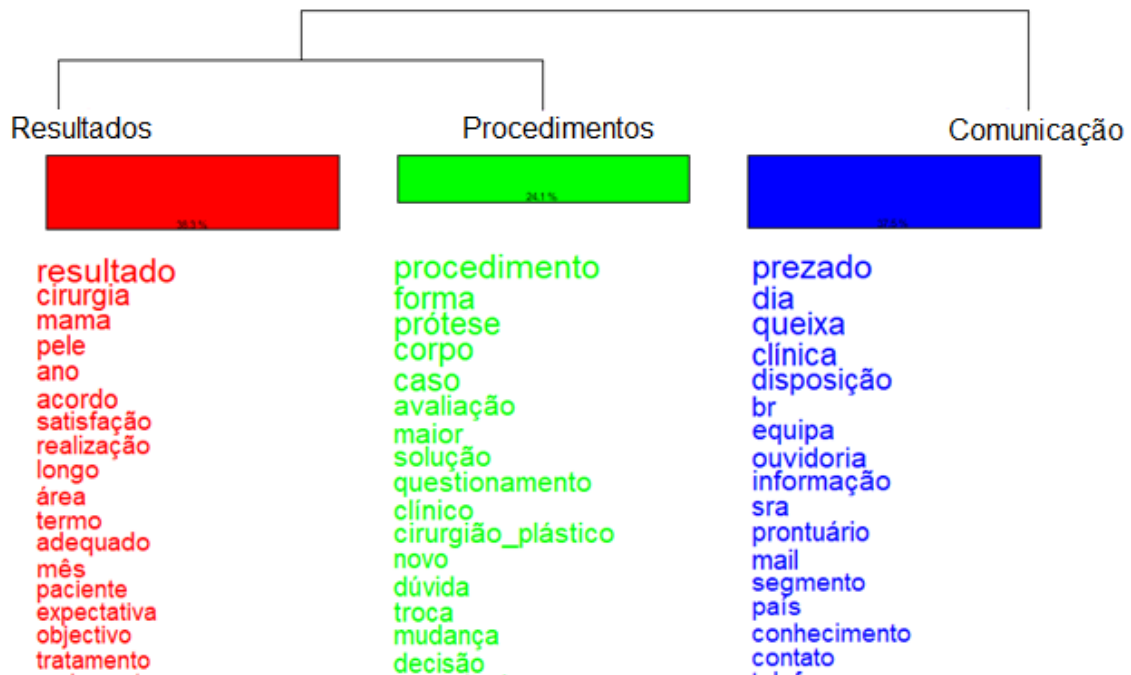 Resultados
38.3 %
resultado
cirurgia
mama
pele
ano
acordo
satisfação
realização
longo
área
termo
adequado
mês
paciente
expectativa
objectivo
tratamento
Procedimentos
24.1 %
procedimento
forma
prótese
corpo
caso
avaliação
maior
solução
questionamento
clínico
cirurgião_plástico
novo
dúvida
troca
mudança
decisão
Comunicação
prezado
dia
queixa
clínica
disposição
br
equipa
ouvidoria
informação
sra
prontuário
mail
segmento
país
conhecimento
contato